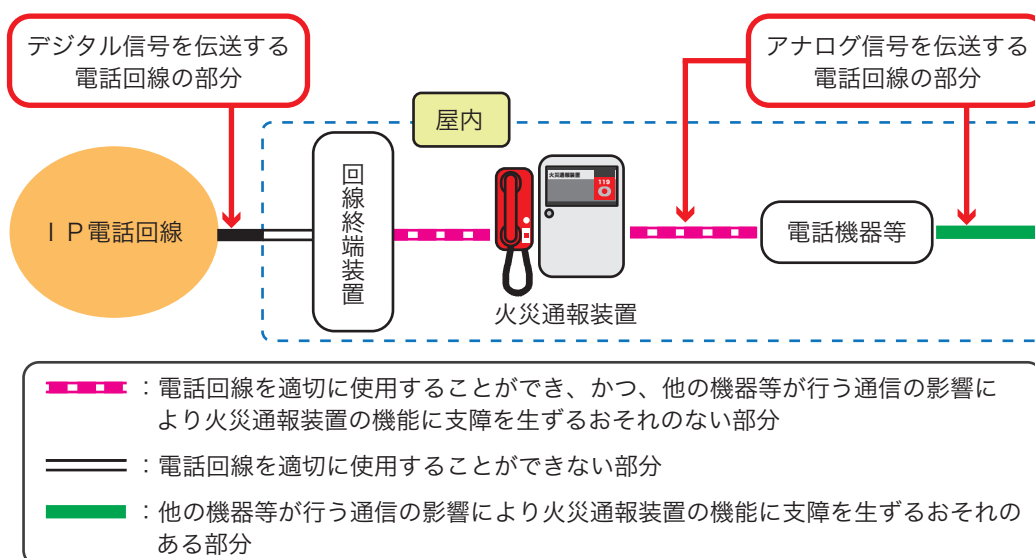 デジタル信号を伝送する
電話回線の部分
アナログ信号を伝送する
電話回線の部分
屋内
ＩＰ電話回線
回線終端装置
火災通報装置
119
電話機器等
火災通報装置
：電話回線を適切に使用することができ、かつ、他の機器等が行う通信の影響に
より火災通報装置の機能に支障を生ずるおそれのない部分
：電話回線を適切に使用することができない部分
：他の機器等が行う通信の影響により火災通報装置の機能に支障を生ずるおそれの
ある部分